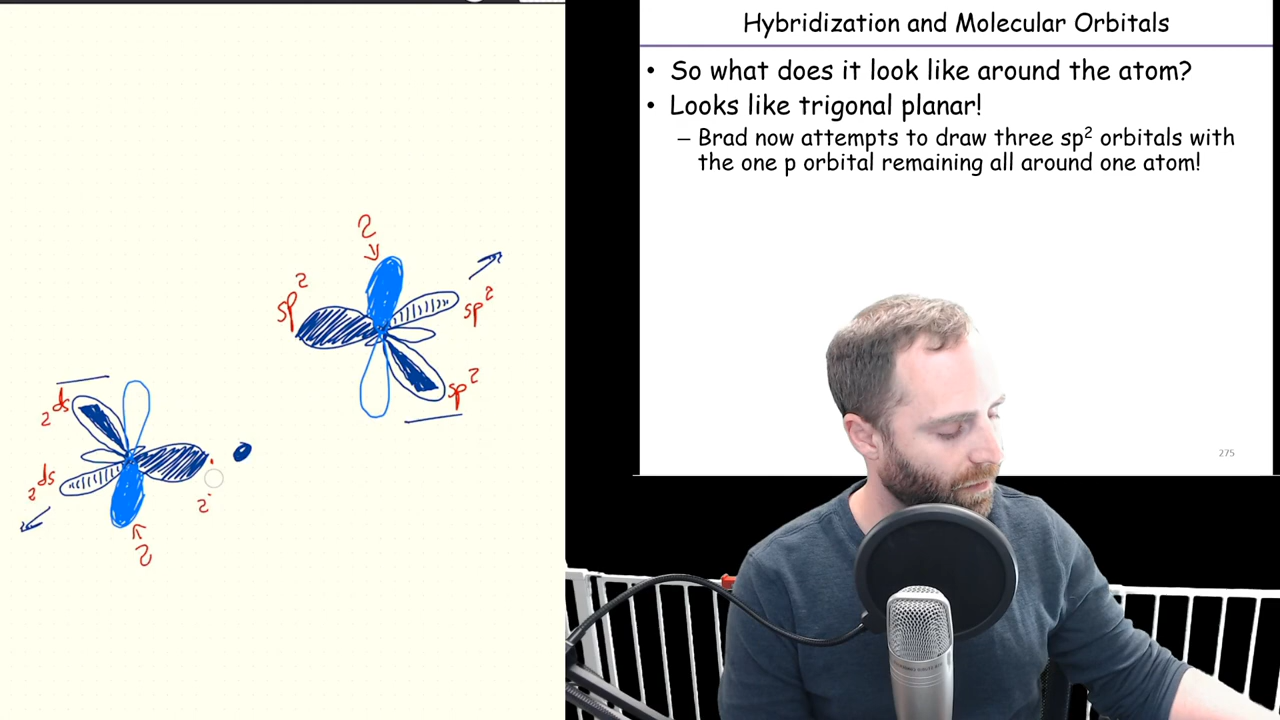 Hybridization and Molecular Orbitals
• So what does it look like around the atom?
• Looks like trigonal planar!
– Brad now attempts to draw three sp² orbitals with
the one p orbital remaining all around one atom!
275
sp²
sp²
sp²